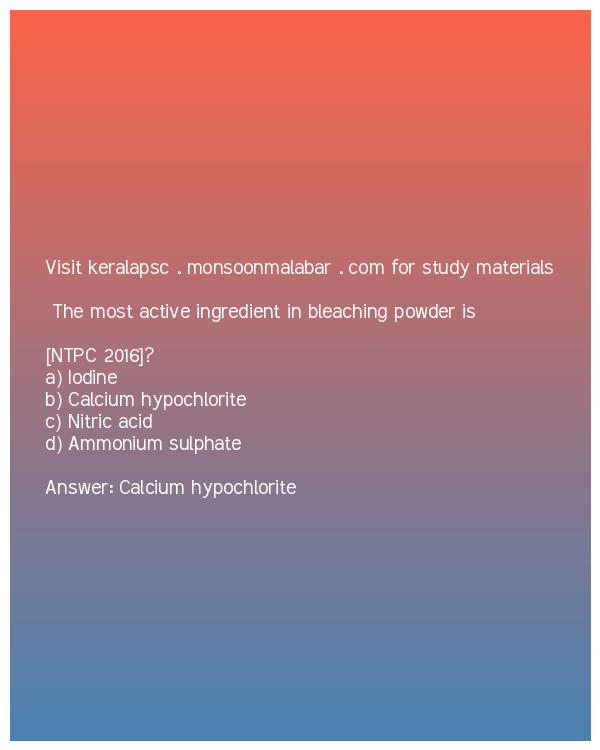 Visit keralapsc . monsoonmalabar . com for study materials
The most active ingredient in bleaching powder is
[NTPC 2016]?
a) Iodine
b) Calcium hypochlorite
c) Nitric acid
d) Ammonium sulphate
Answer: Calcium hypochlorite